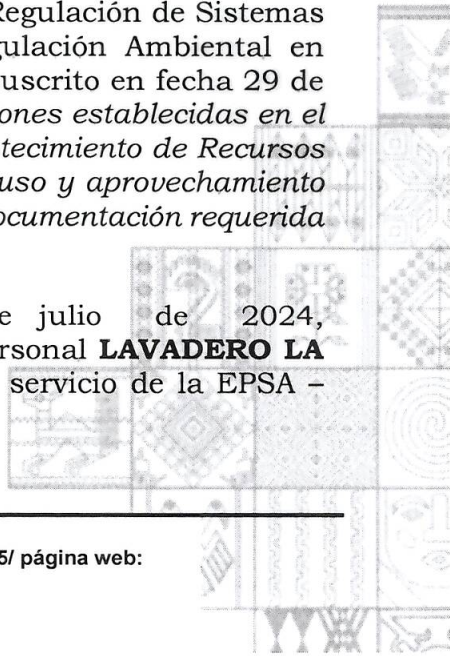 Regulación de Sistemas
gulación Ambiental en
uscrito en fecha 29 de
ones establecidas en el
tecimiento de Recursos
uso y aprovechamiento
ocumentación requerida
e julio de 2024,
rsonal LAVADERO LA
servicio de la EPSA –
5/ página web: